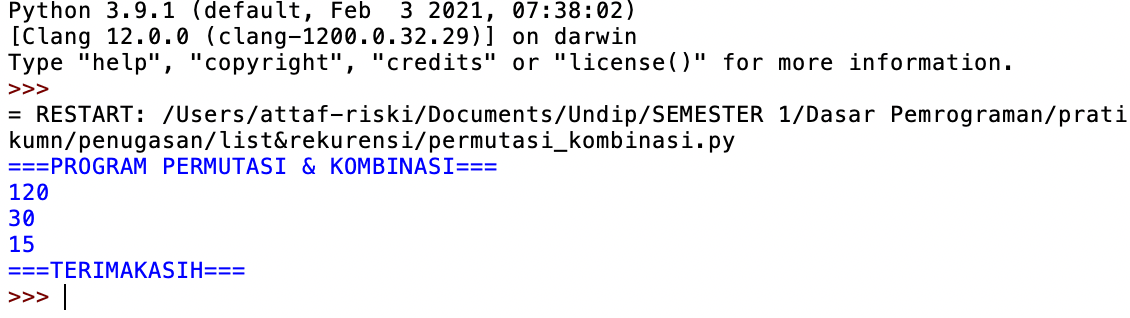 Python 3.9.1 (default, Feb  3 2021, 07:38:02)
[Clang 12.0.0 (clang-1200.0.32.29)] on darwin
Type "help", "copyright", "credits" or "license()" for more information.
>>>
= RESTART: /Users/attaf-riski/Documents/Undip/SEMESTER 1/Dasar Pemrograman/prati
kumn/penugasan/list&rekurensi/permutasi_kombinasi.py
===PROGRAM PERMUTASI & KOMBINASI===
120
30
15
===TERIMAKASIH===
>>>